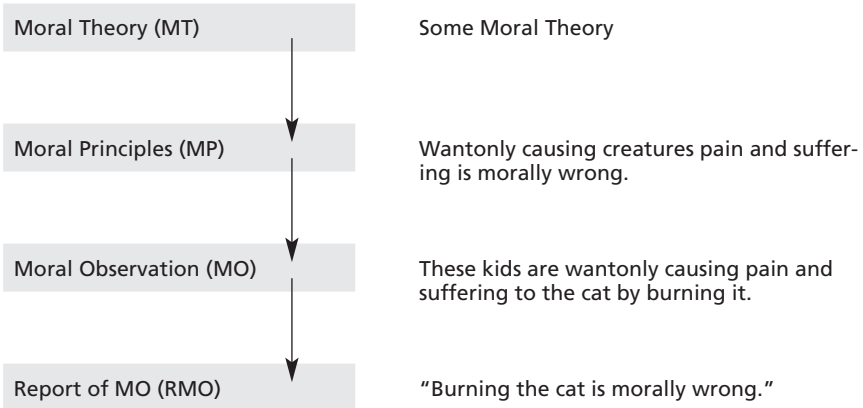 Moral Theory (MT)
Some Moral Theory
Moral Principles (MP)
Wantonly causing creatures pain and suffer-
ing is morally wrong.
Moral Observation (MO)
These kids are wantonly causing pain and
suffering to the cat by burning it.
Report of MO (RMO)
“Burning the cat is morally wrong.”